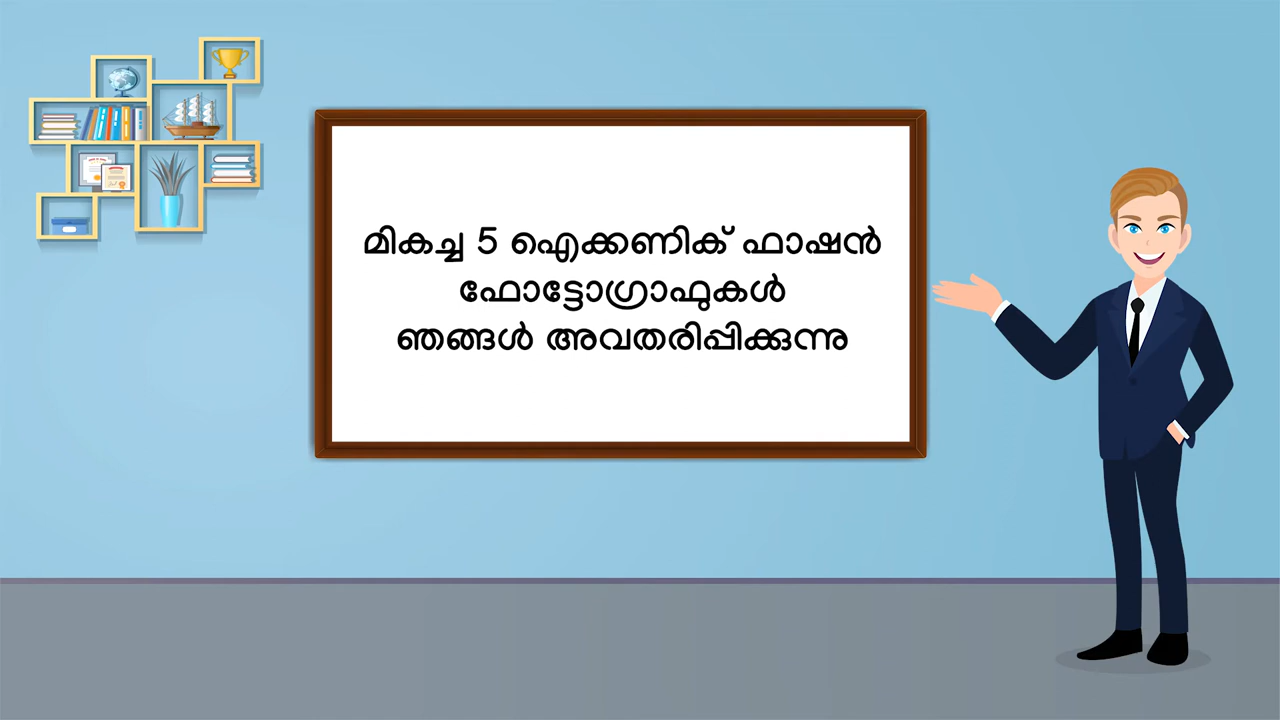 മികച്ച 5 ഐക്കണിക് ഫാഷൻ
ഫോട്ടോഗ്രാഫുകൾ
ഞങ്ങൾ അവതരിപ്പിക്കുന്നു